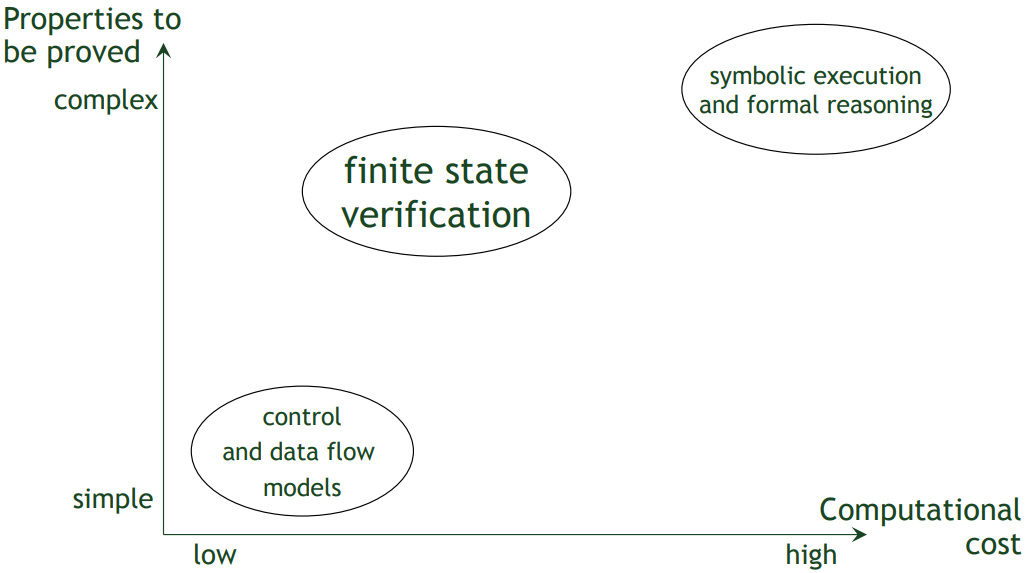 Properties to
be proved
complex
symbolic execution
and formal reasoning
finite state
verification
control
and data flow
models
simple
Computational
cost
low
high